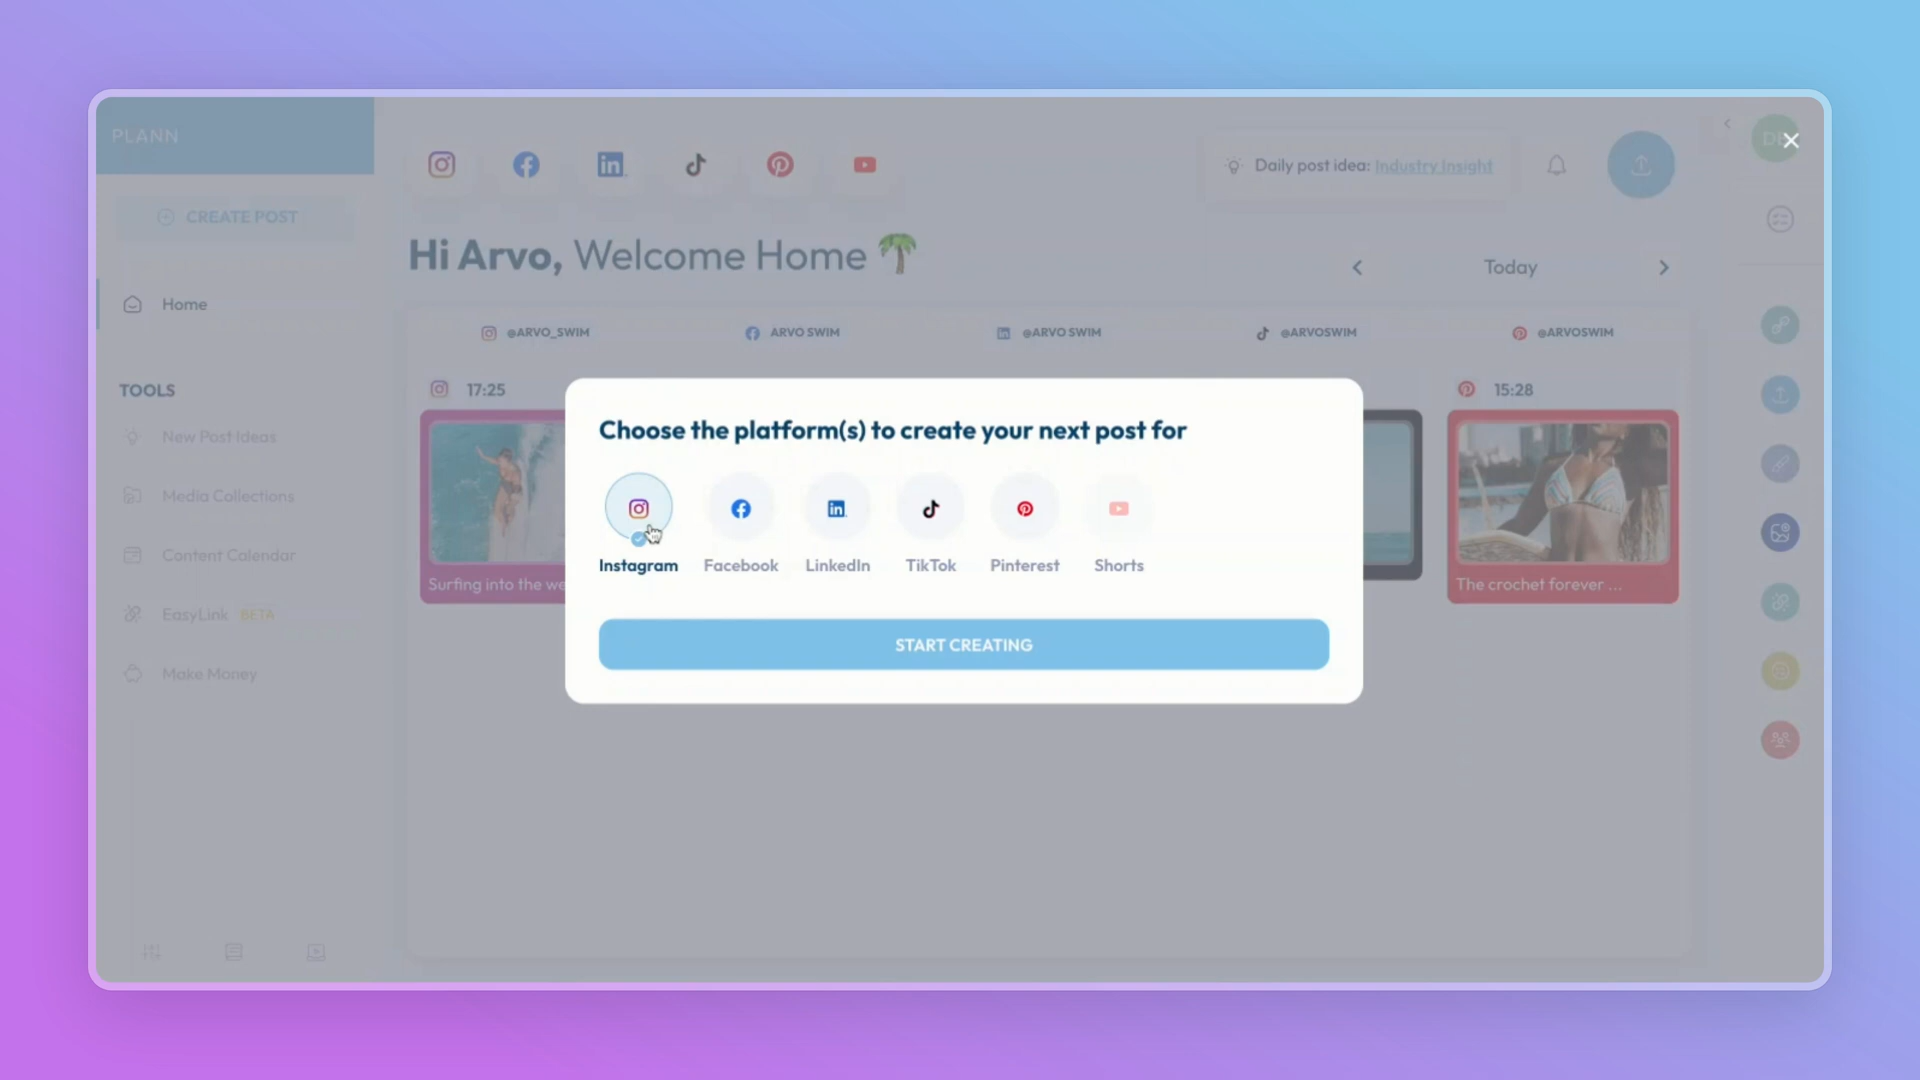 PLANN
Daily post idea: Industry Insight
CREATE POST
Hi Arvo, Welcome Home
Today
Home
@ARVO_SWIM
ARVO SWIM
@ARVO SWIM
@ARVOSWIM
@ARVOSWIM
TOOLS
17:25
15:28
New Post Ideas
Media Collections
Content Calendar
EasyLink BETA
Make Money
Surfing into the we
The crochet forever ...
Choose the platform(s) to create your next post for
Instagram
Facebook
LinkedIn
TikTok
Pinterest
Shorts
START CREATING